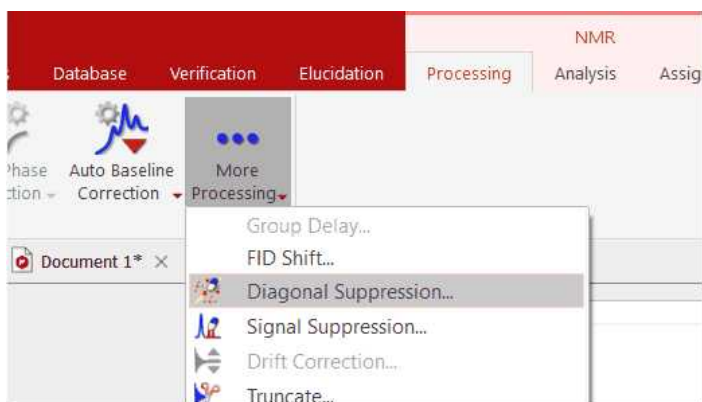 NMR
Database Verification Elucidation Processing Analysis Assig
Phase Auto Baseline More
ction Correction Processing
Group Delay...
FID Shift...
Document 1*
Diagonal Suppression...
Signal Suppression...
Drift Correction...
Truncate...